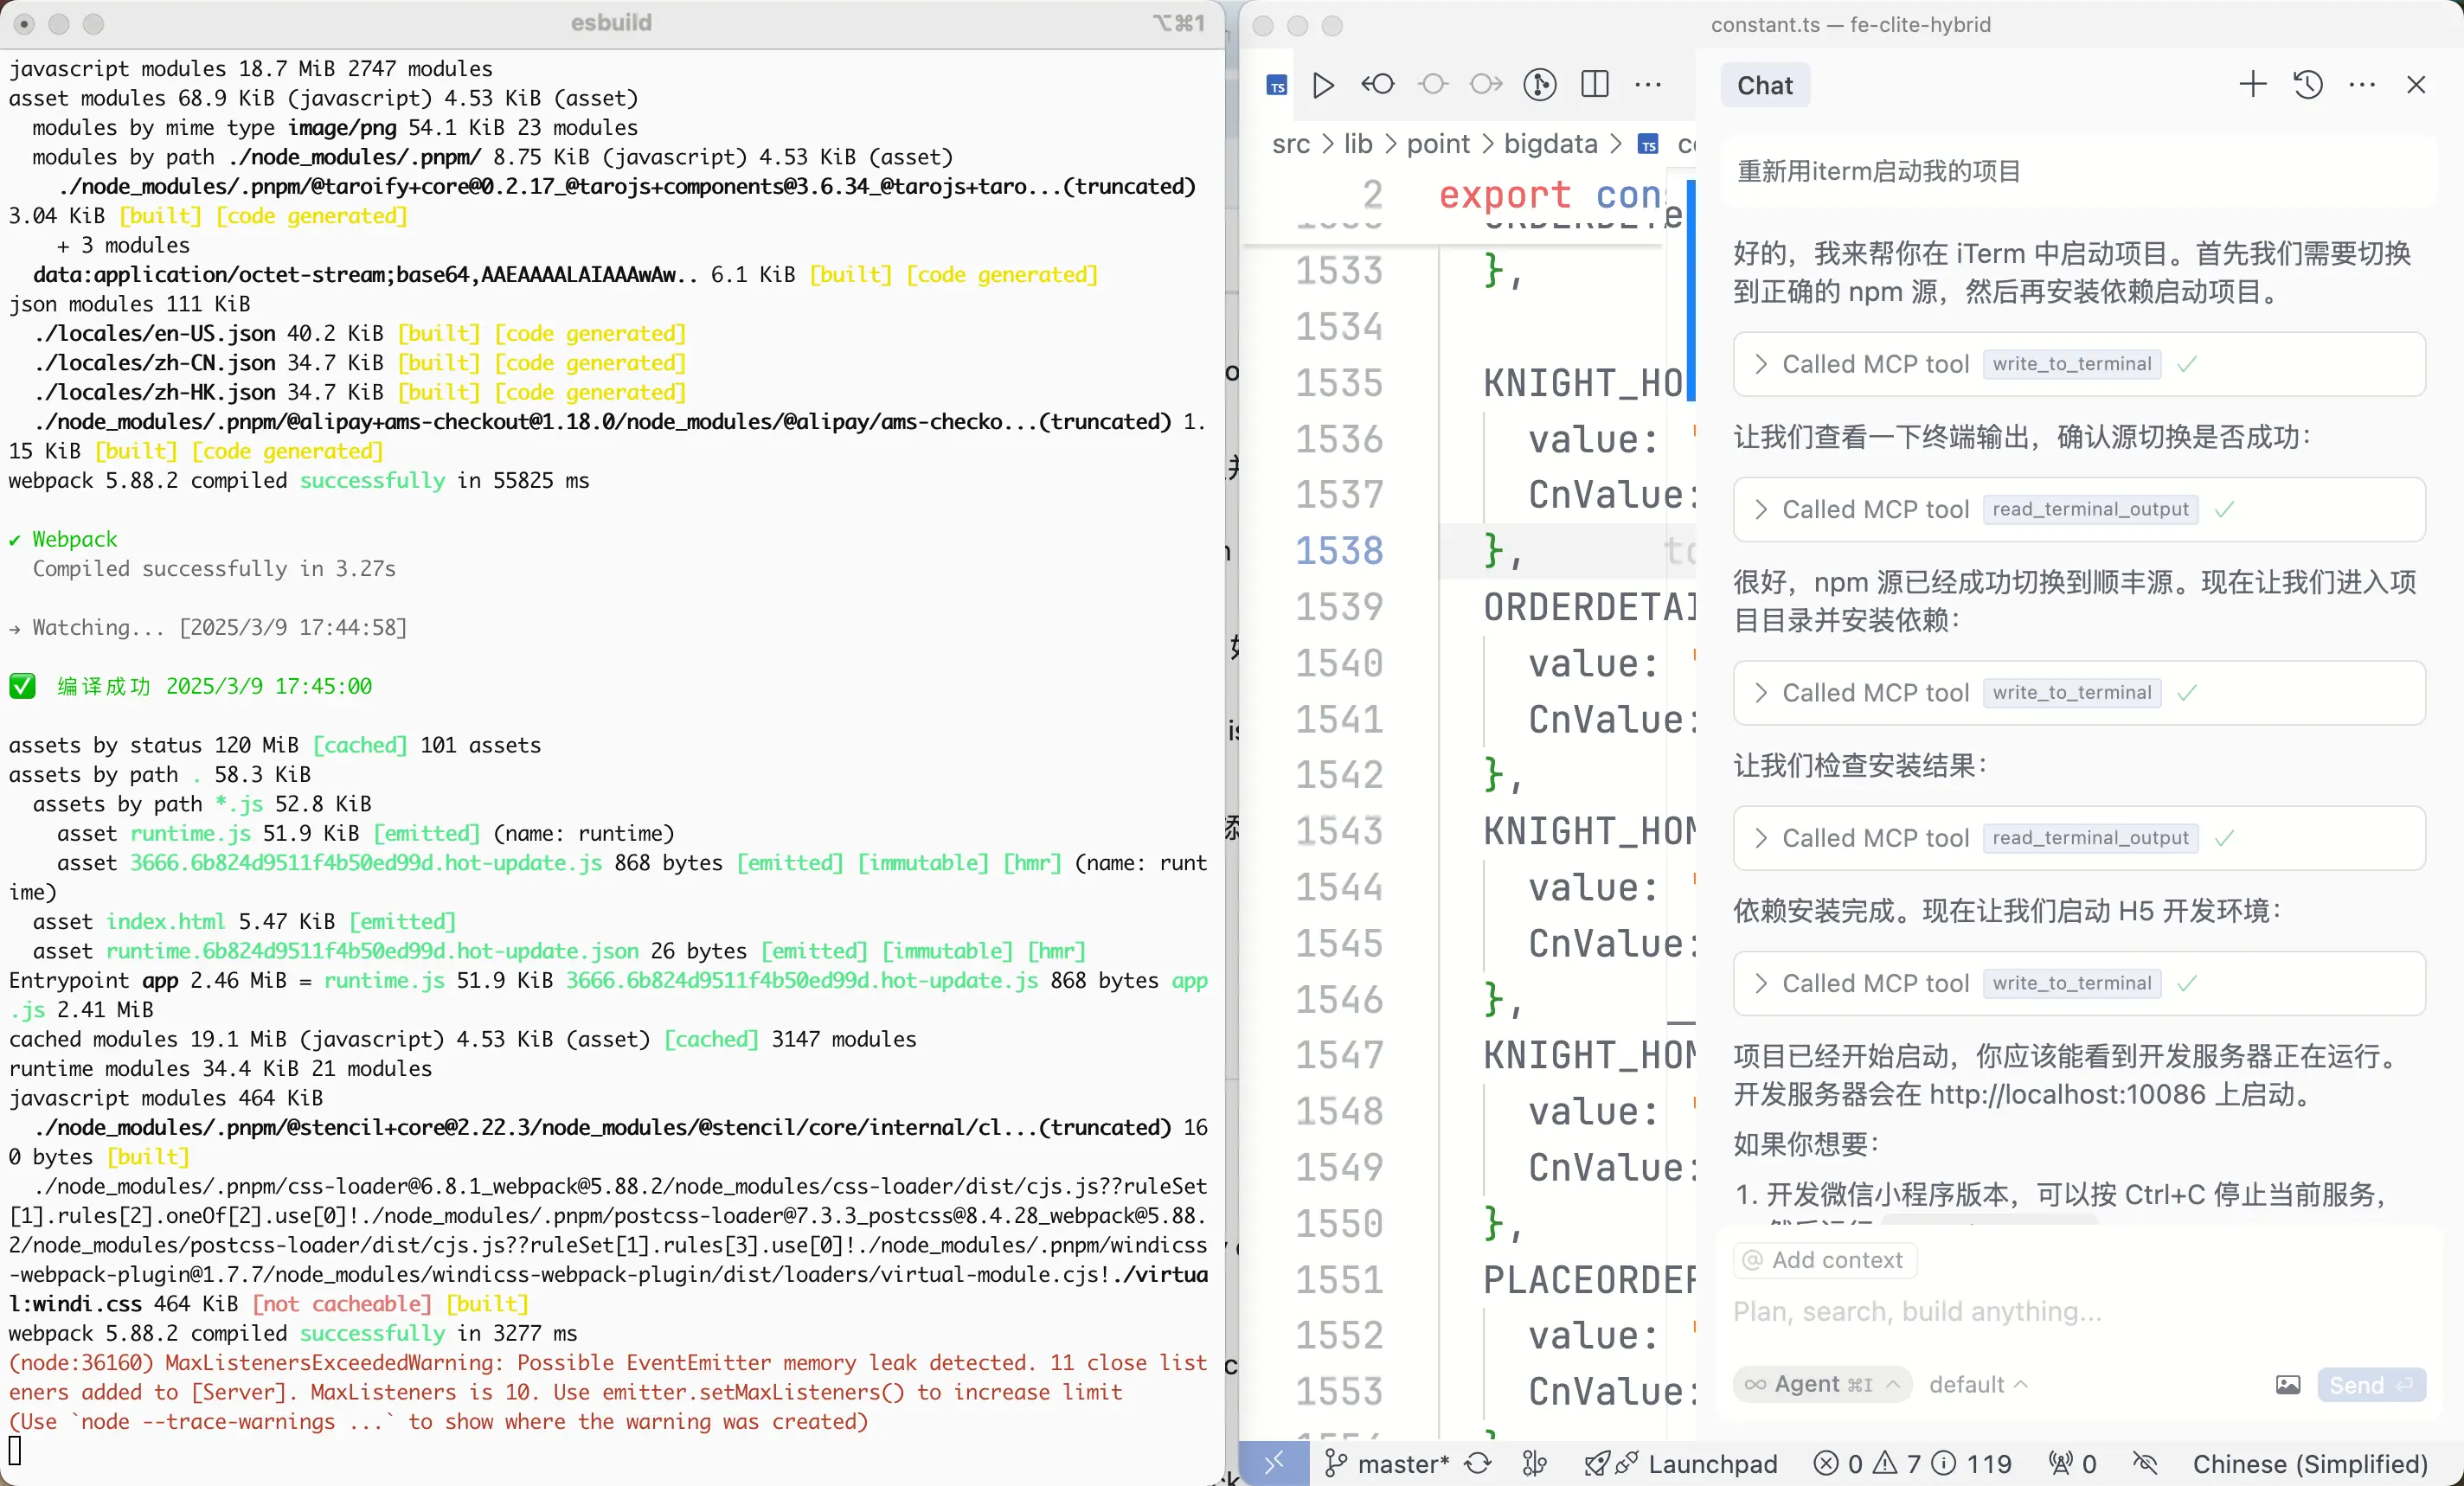 esbuild
⌥⌘1
javascript modules 18.7 MiB 2747 modules
asset modules 68.9 KiB (javascript) 4.53 KiB (asset)
modules by mime type image/png 54.1 KiB 23 modules
modules by path ./node_modules/.pnpm/ 8.75 KiB (javascript) 4.53 KiB (asset)
./node_modules/.pnpm/@taroify+core@0.2.17_@tarojs+components@3.6.34_@tarojs+taro...(truncated)
3.04 KiB [built] [code generated]
+ 3 modules
data:application/octet-stream;base64,AAEAAAALAIAAAwAw.. 6.1 KiB [built] [code generated]
json modules 111 KiB
./locales/en-US.json 40.2 KiB [built] [code generated]
./locales/zh-CN.json 34.7 KiB [built] [code generated]
./locales/zh-HK.json 34.7 KiB [built] [code generated]
./node_modules/.pnpm/@alipay+ams-checkout@1.18.0/node_modules/@alipay/ams-checko...(truncated) 1.
15 KiB [built] [code generated]
webpack 5.88.2 compiled successfully in 55825 ms
✔ Webpack
Compiled successfully in 3.27s
→ Watching... [2025/3/9 17:44:58]
✅ 编译成功 2025/3/9 17:45:00
assets by status 120 MiB [cached] 101 assets
assets by path . 58.3 KiB
assets by path *.js 52.8 KiB
asset runtime.js 51.9 KiB [emitted] (name: runtime)
asset 3666.6b824d9511f4b50ed99d.hot-update.js 868 bytes [emitted] [immutable] [hmr] (name: runt
ime)
asset index.html 5.47 KiB [emitted]
asset runtime.6b824d9511f4b50ed99d.hot-update.json 26 bytes [emitted] [immutable] [hmr]
Entrypoint app 2.46 MiB = runtime.js 51.9 KiB 3666.6b824d9511f4b50ed99d.hot-update.js 868 bytes app
.js 2.41 MiB
cached modules 19.1 MiB (javascript) 4.53 KiB (asset) [cached] 3147 modules
runtime modules 34.4 KiB 21 modules
javascript modules 464 KiB
./node_modules/.pnpm/@stencil+core@2.22.3/node_modules/@stencil/core/internal/cl...(truncated) 16
0 bytes [built]
./node_modules/.pnpm/css-loader@6.8.1_webpack@5.88.2/node_modules/css-loader/dist/cjs.js??ruleSet
[1].rules[2].oneOf[2].use[0]!./node_modules/.pnpm/postcss-loader@7.3.3_postcss@8.4.28_webpack@5.88.
2/node_modules/postcss-loader/dist/cjs.js??ruleSet[1].rules[3].use[0]!./node_modules/.pnpm/windicss
-webpack-plugin@1.7.7/node_modules/windicss-webpack-plugin/dist/loaders/virtual-module.cjs!./virtua
l:windi.css 464 KiB [not cacheable] [built]
webpack 5.88.2 compiled successfully in 3277 ms
(node:36160) MaxListenersExceededWarning: Possible EventEmitter memory leak detected. 11 close list
eners added to [Server]. MaxListeners is 10. Use emitter.setMaxListeners() to increase limit
(Use `node --trace-warnings ...` to show where the warning was created)
constant.ts — fe-clite-hybrid
TS
src > lib > point > bigdata > TS
2 export cons
1533 },
1534
1535 KNIGHT_HO
1536 value: '
1537 CnValue:
1538 },
1539 ORDERDETAI
1540 value: '
1541 CnValue:
1542 },
1543 KNIGHT_HOM
1544 value: '
1545 CnValue:
1546 },
1547 KNIGHT_HOM
1548 value: '
1549 CnValue:
1550 },
1551 PLACEORDER
1552 value: '
1553 CnValue:
Chat
重新用iterm启动我的项目
好的，我来帮你在 iTerm 中启动项目。首先我们需要切换
到正确的 npm 源，然后再安装依赖启动项目。
Called MCP tool write_to_terminal ✓
让我们查看一下终端输出，确认源切换是否成功：
Called MCP tool read_terminal_output ✓
很好，npm 源已经成功切换到顺丰源。现在让我们进入项
目目录并安装依赖：
Called MCP tool write_to_terminal ✓
让我们检查安装结果：
Called MCP tool read_terminal_output ✓
依赖安装完成。现在让我们启动 H5 开发环境：
Called MCP tool write_to_terminal ✓
项目已经开始启动，你应该能看到开发服务器正在运行。
开发服务器会在 http://localhost:10086 上启动。
如果你想要：
1. 开发微信小程序版本，可以按 Ctrl+C 停止当前服务，
@ Add context
Plan, search, build anything...
∞ Agent ⌘I
default
Send
master*
Launchpad
0 7 119
0
Chinese (Simplified)